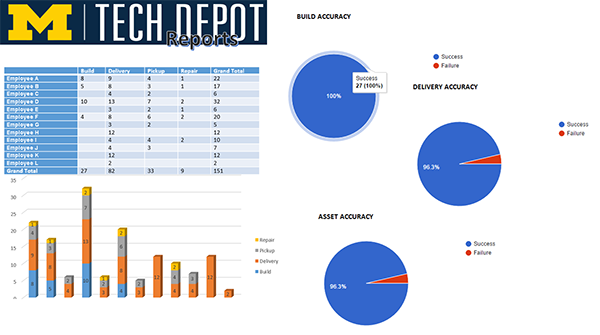 M TECH DEPOT
Reports
Build Delivery Pickup Repair Grand Total
Employee A 8 9 4 1 22
Employee B 5 8 3 1 17
Employee C 4 2 6
Employee D 10 13 7 2 32
Employee E 3 2 1 6
Employee F 4 8 6 2 20
Employee G 3 2 5
Employee H 12 12
Employee I 4 4 2 10
Employee J 4 3 7
Employee K 12 12
Employee L 2 2
Grand Total 27 82 33 9 151
35
30
25
20
15
10
5
0
Repair
Pickup
Delivery
Build
BUILD ACCURACY
Success
Failure
Success
27 (100%)
100%
DELIVERY ACCURACY
Success
Failure
96.3%
ASSET ACCURACY
Success
Failure
96.3%